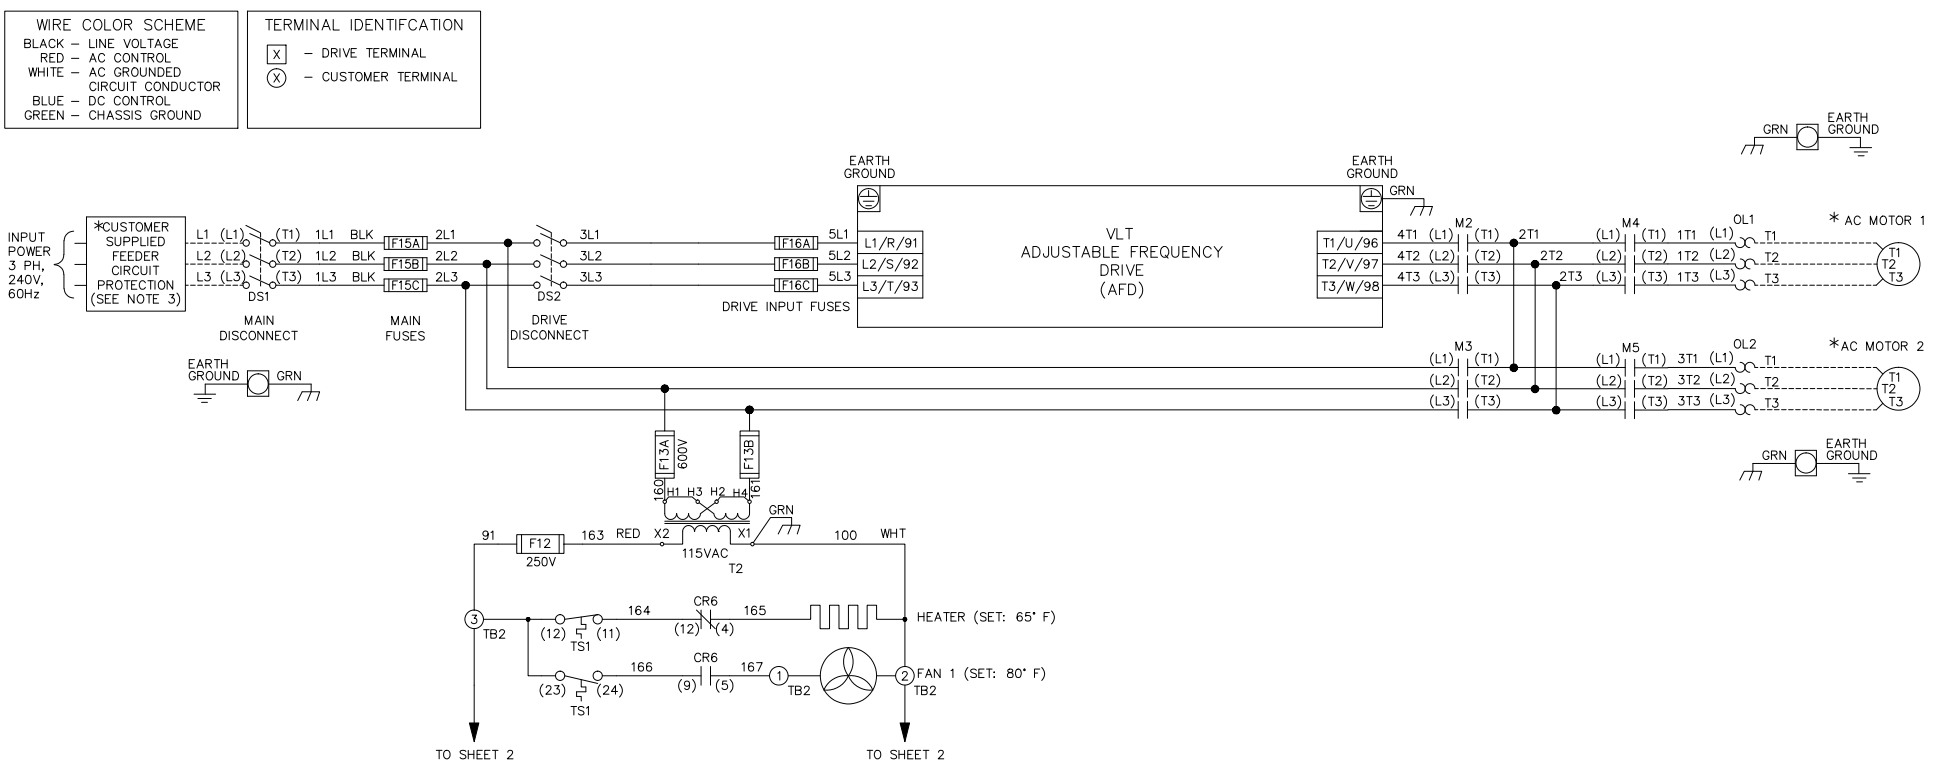 WIRE COLOR SCHEME
BLACK – LINE VOLTAGE
RED – AC CONTROL
WHITE – AC GROUNDED
CIRCUIT CONDUCTOR
BLUE – DC CONTROL
GREEN – CHASSIS GROUND
TERMINAL IDENTIFCATION
X – DRIVE TERMINAL
X – CUSTOMER TERMINAL
INPUT
POWER
3 PH,
240V,
60Hz
*CUSTOMER
SUPPLIED
FEEDER
CIRCUIT
PROTECTION
(SEE NOTE 3)
L1 (L1) (T1) 1L1 BLK F15A 2L1 3L1 F16A 5L1 L1/R/91
L2 (L2) (T2) 1L2 BLK F15B 2L2 3L2 F16B 5L2 L2/S/92
L3 (L3) (T3) 1L3 BLK F15C 2L3 3L3 F16C 5L3 L3/T/93
DS1
MAIN
DISCONNECT
MAIN
FUSES
DS2
DRIVE
DISCONNECT
DRIVE INPUT FUSES
EARTH
GROUND GRN
EARTH
GROUND
VLT
ADJUSTABLE FREQUENCY
DRIVE
(AFD)
EARTH
GROUND
GRN
M2 M4 OL1
T1/U/96 4T1 (L1) (T1) 2T1 (L1) (T1) 1T1 (L1) T1
T2/V/97 4T2 (L2) (T2) 2T2 (L2) (T2) 1T2 (L2) T2
T3/W/98 4T3 (L3) (T3) 2T3 (L3) (T3) 1T3 (L3) T3
* AC MOTOR 1
T1
T2
T3
GRN EARTH
GROUND
M3 M5 OL2
(L1) (T1) (L1) (T1) 3T1 (L1) T1
(L2) (T2) (L2) (T2) 3T2 (L2) T2
(L3) (T3) (L3) (T3) 3T3 (L3) T3
*AC MOTOR 2
T1
T2
T3
GRN EARTH
GROUND
F13A
600V
F13B
160
161
H1 H3 H2 H4
GRN
91 F12 163 RED X2 X1 100 WHT
250V
115VAC
T2
3
TB2
164 CR6 165
(12) (11) (12) (4)
TS1
HEATER (SET: 65° F)
166 CR6 167 1
(23) (24) (9) (5) TB2
TS1
2 FAN 1 (SET: 80° F)
TB2
TO SHEET 2
TO SHEET 2